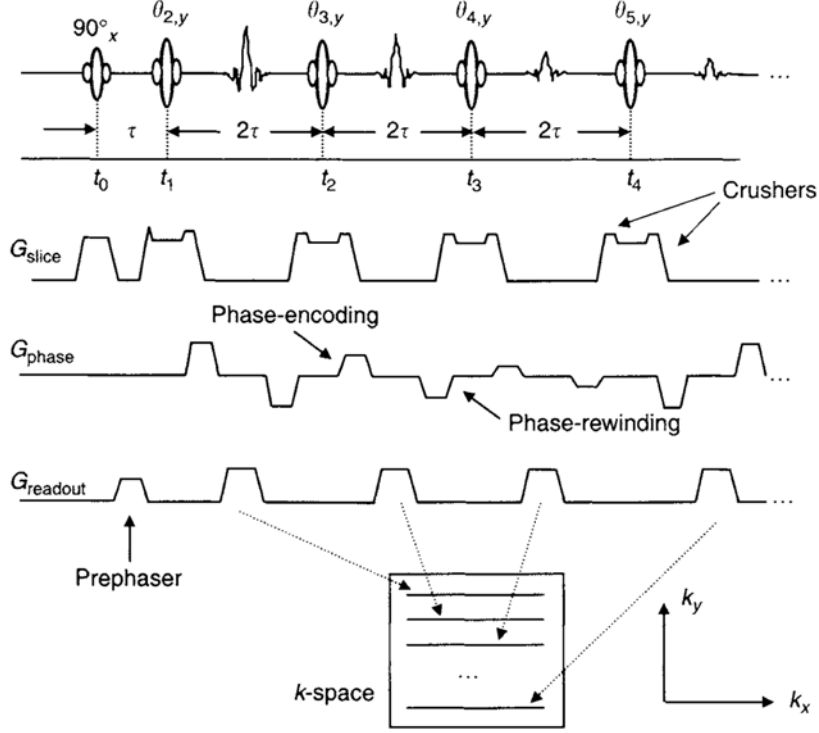 90°x θ2,y θ3,y θ4,y θ5,y
...
τ 2τ 2τ 2τ
t0 t1 t2 t3 t4
Crushers
Gslice
...
Phase-encoding
Gphase
...
Phase-rewinding
Greadout
...
Prephaser
ky
...
k-space
kx